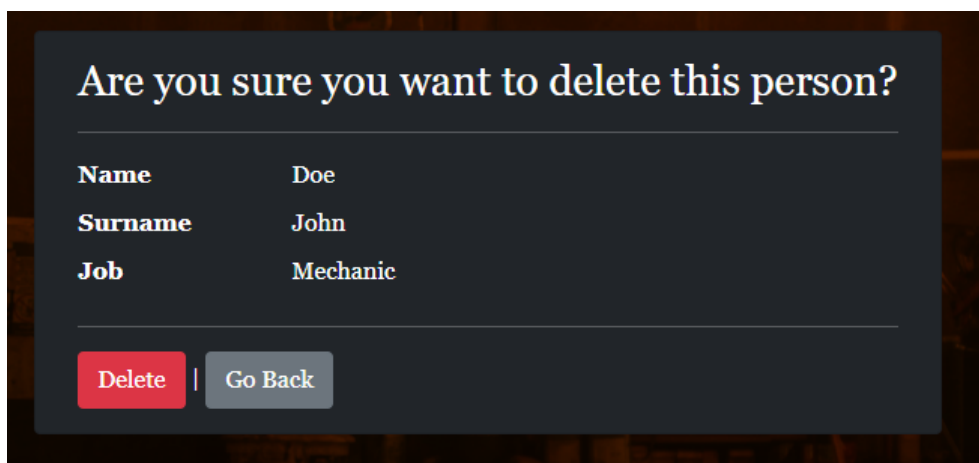 Are you sure you want to delete this person?
Name Doe
Surname John
Job Mechanic
Delete | Go Back